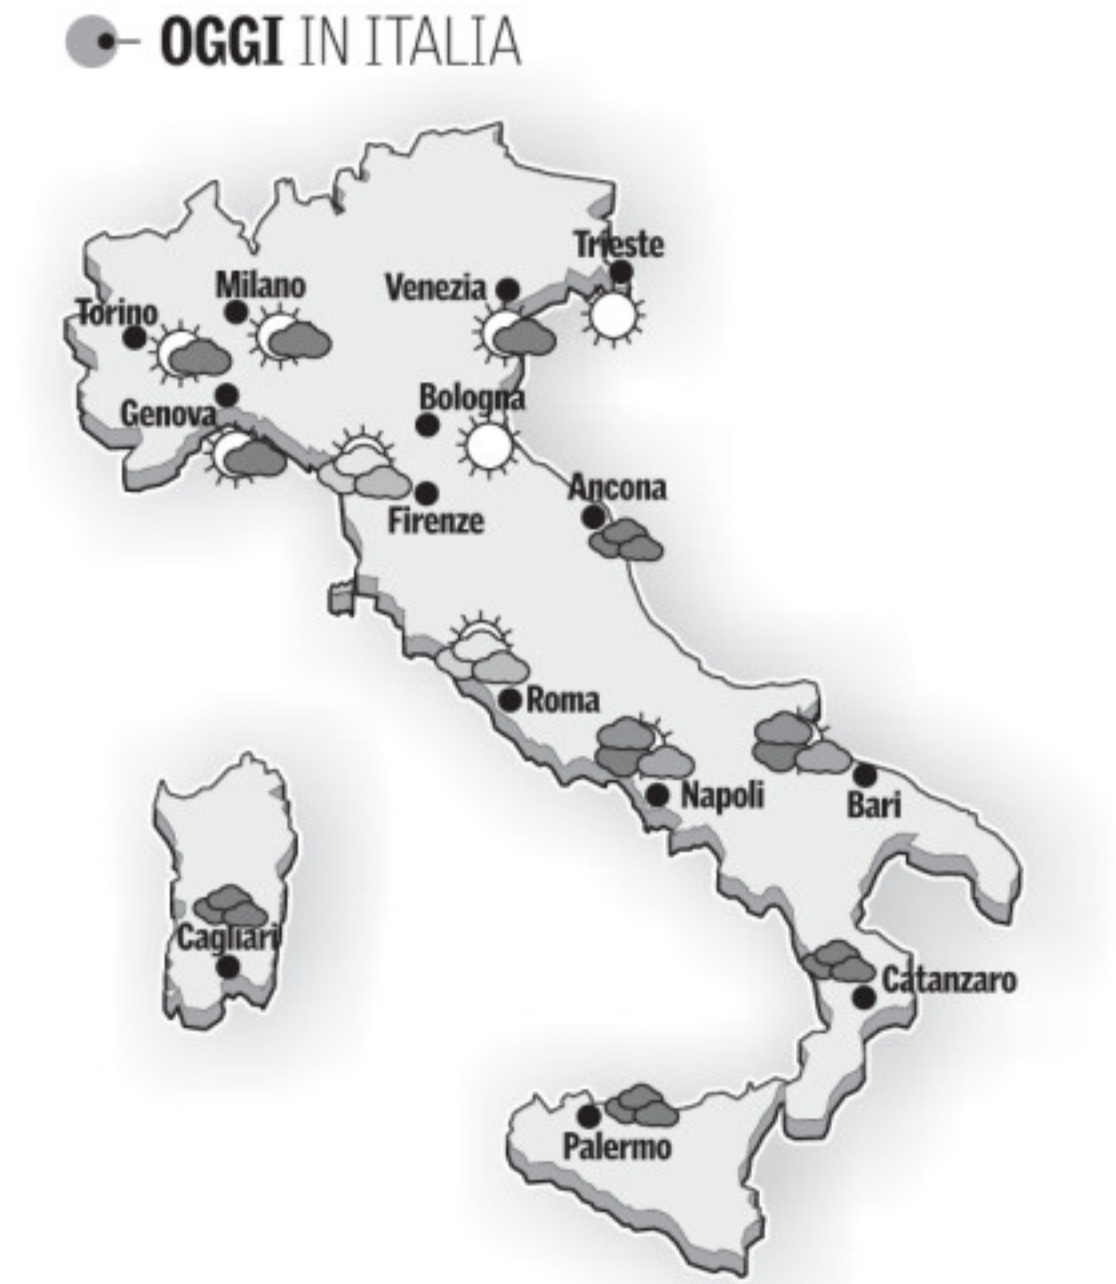 OGGI IN ITALIA
Trieste
Milano
Venezia
Torino
Bologna
Genova
Ancona
Firenze
Roma
Napoli
Bari
Cagliari
Catanzaro
Palermo